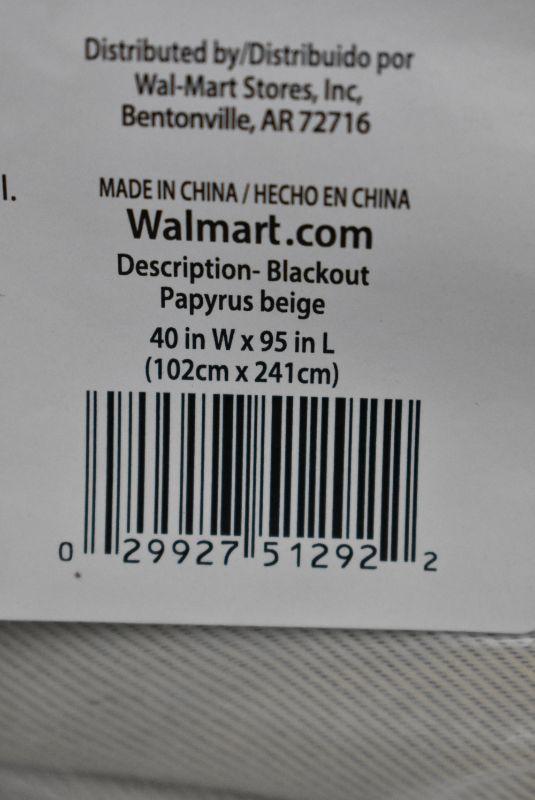 Distributed by/Distribuido por
Wal-Mart Stores, Inc,
Bentonville, AR 72716
l.
MADE IN CHINA / HECHO EN CHINA
Walmart.com
Description- Blackout
Papyrus beige
40 in W x 95 in L
(102cm x 241cm)
0 29927 51292 2